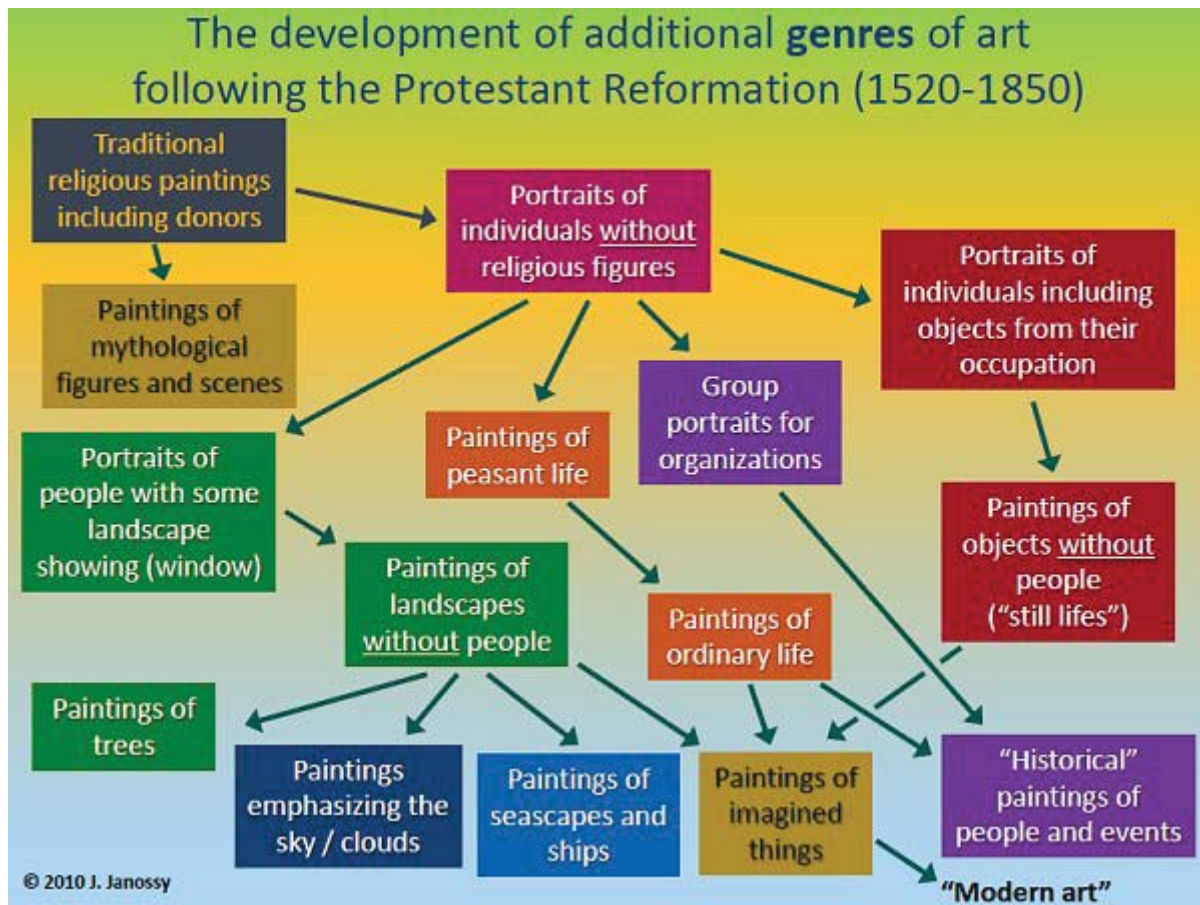 The development of additional genres of art
following the Protestant Reformation (1520-1850)
Traditional
religious paintings
including donors
Portraits of
individuals without
religious figures
Portraits of
individuals including
objects from their
occupation
Paintings of
mythological
figures and scenes
Group
portraits for
organizations
Paintings of
peasant life
Portraits of
people with some
landscape
showing (window)
Paintings of
objects without
people
("still lifes")
Paintings of
landscapes
without people
Paintings of
ordinary life
Paintings of
trees
Paintings
emphasizing the
sky / clouds
Paintings of
seascapes and
ships
Paintings of
imagined
things
"Historical"
paintings of
people and events
© 2010 J. Janossy
"Modern art"